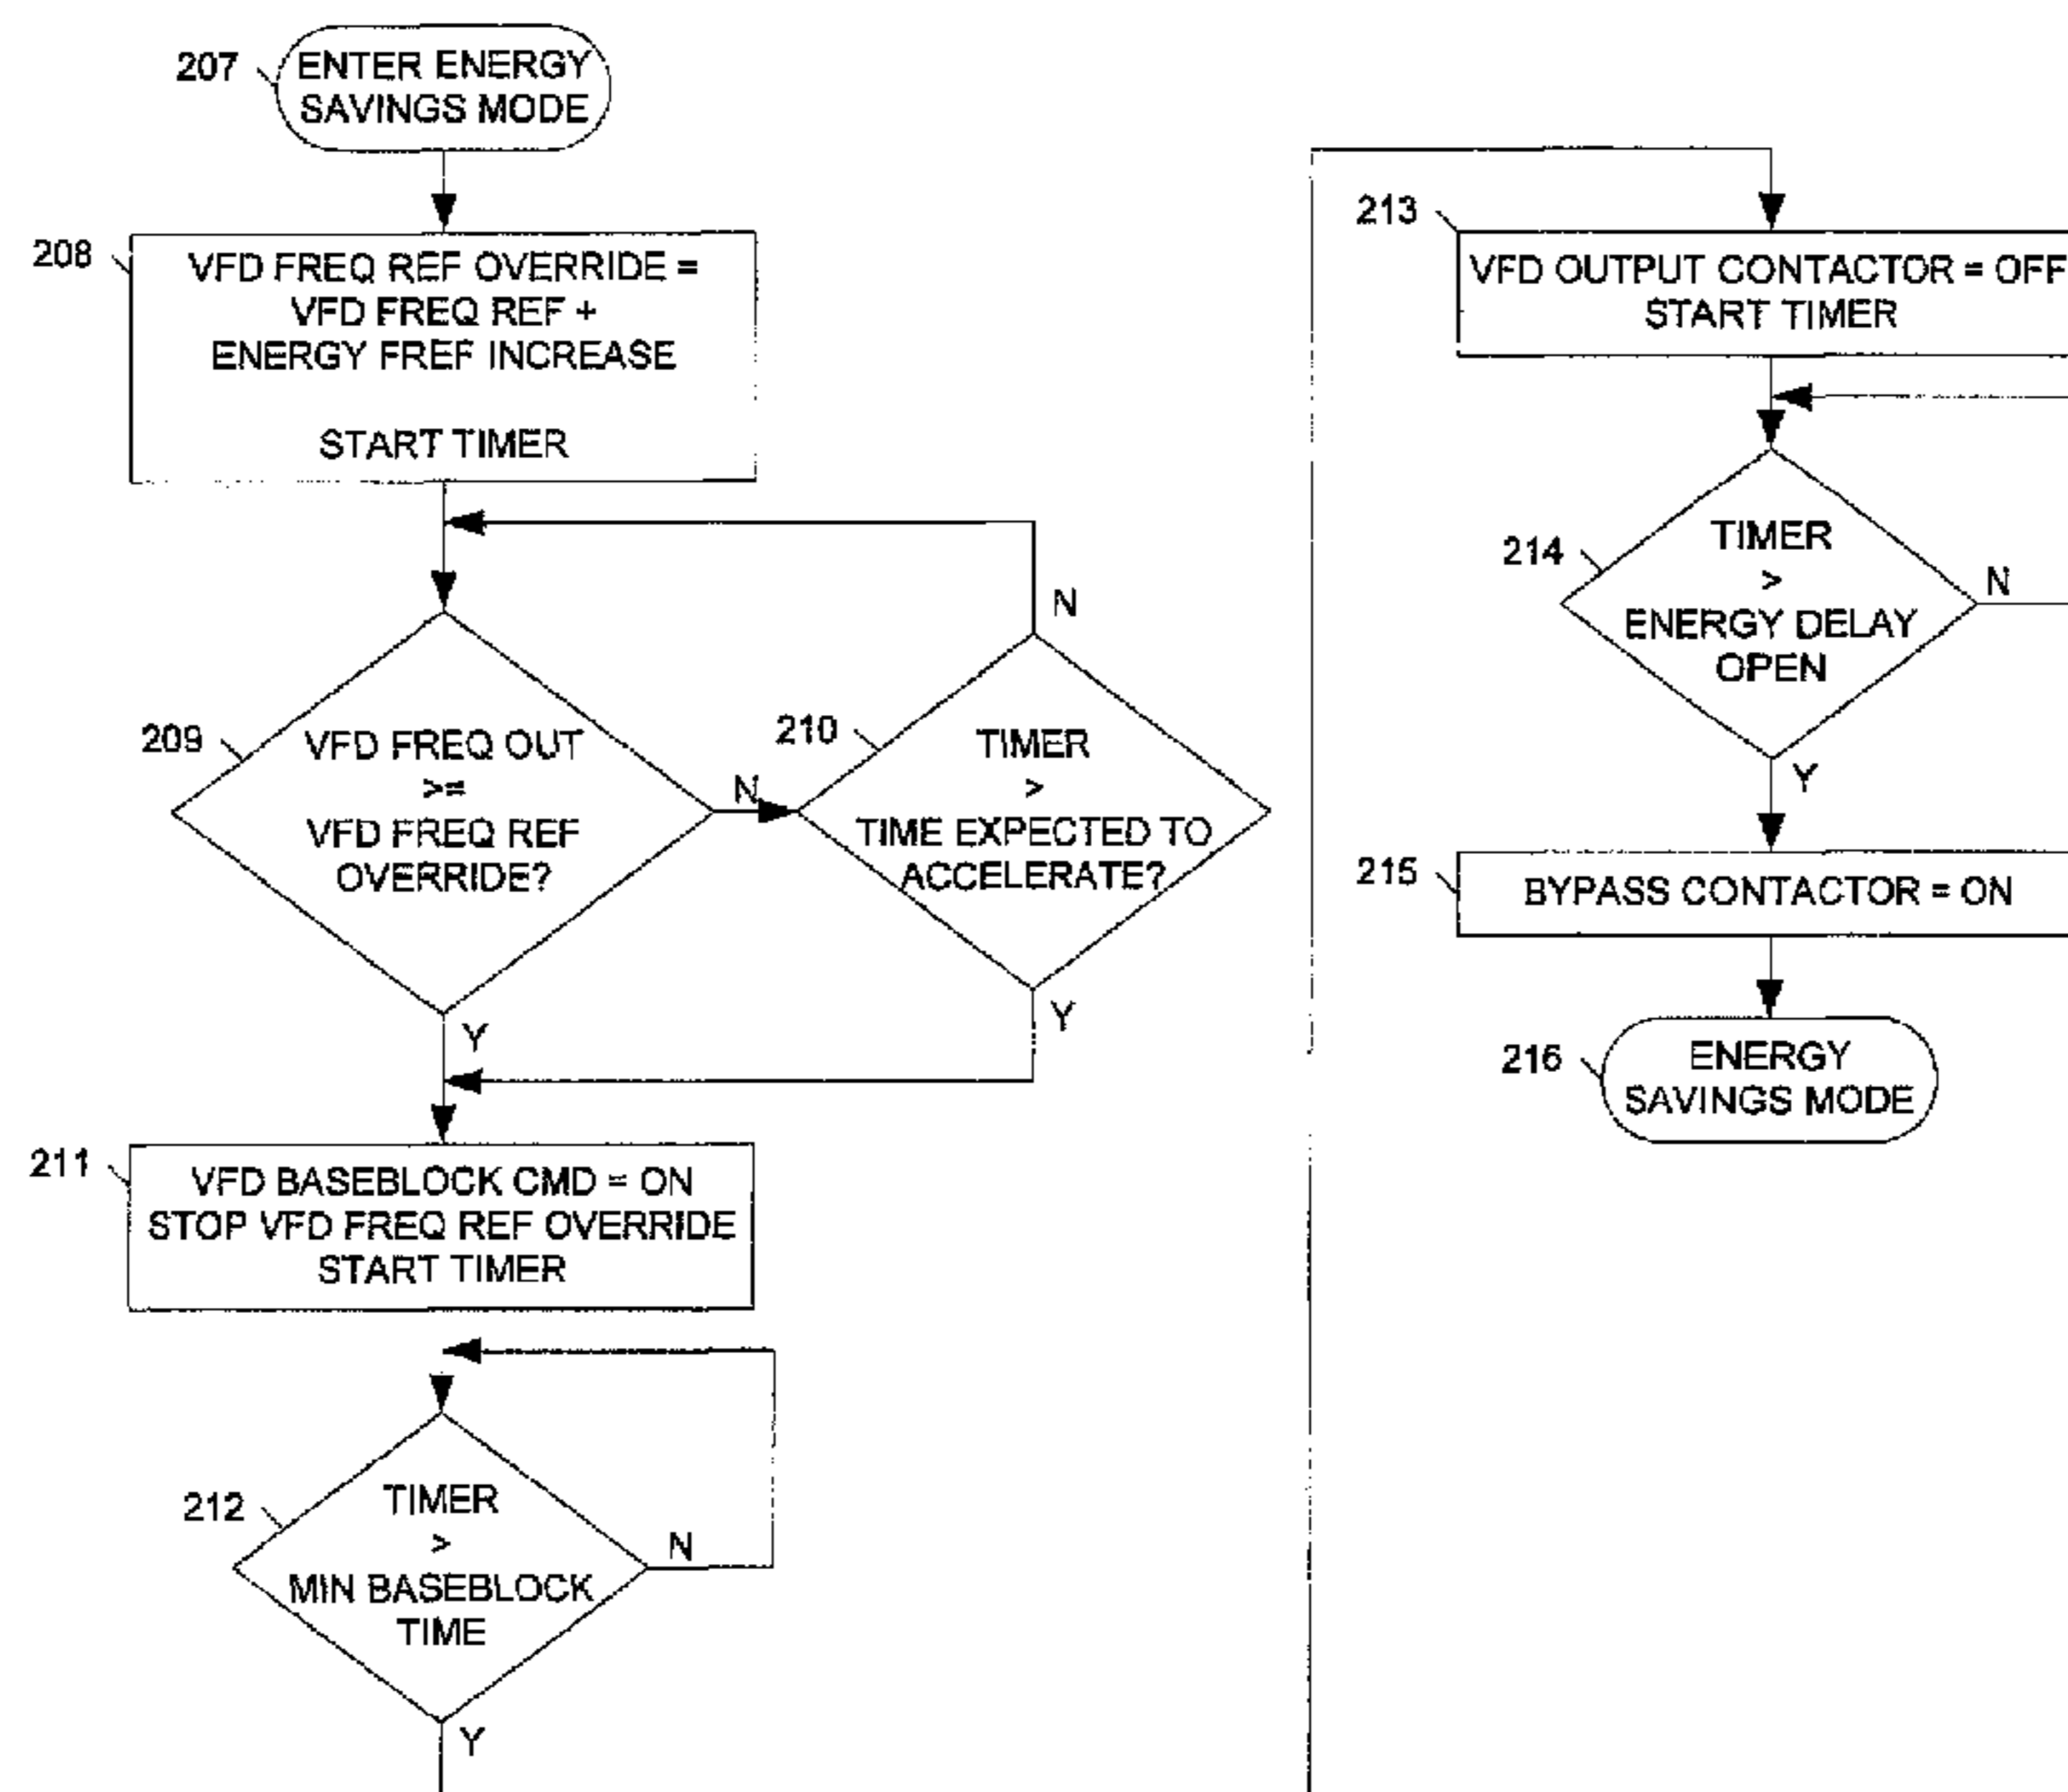 207
ENTER ENERGY
SAVINGS MODE
208
VFD FREQ REF OVERRIDE =
VFD FREQ REF +
ENERGY FREF INCREASE
START TIMER
209
VFD FREQ OUT
>=
VFD FREQ REF
OVERRIDE?
N
210
TIMER
>
TIME EXPECTED TO
ACCELERATE?
N
Y
Y
211
VFD BASEBLOCK CMD = ON
STOP VFD FREQ REF OVERRIDE
START TIMER
212
TIMER
>
MIN BASEBLOCK
TIME
N
Y
213
VFD OUTPUT CONTACTOR = OFF
START TIMER
214
TIMER
>
ENERGY DELAY
OPEN
N
Y
215
BYPASS CONTACTOR = ON
216
ENERGY
SAVINGS MODE